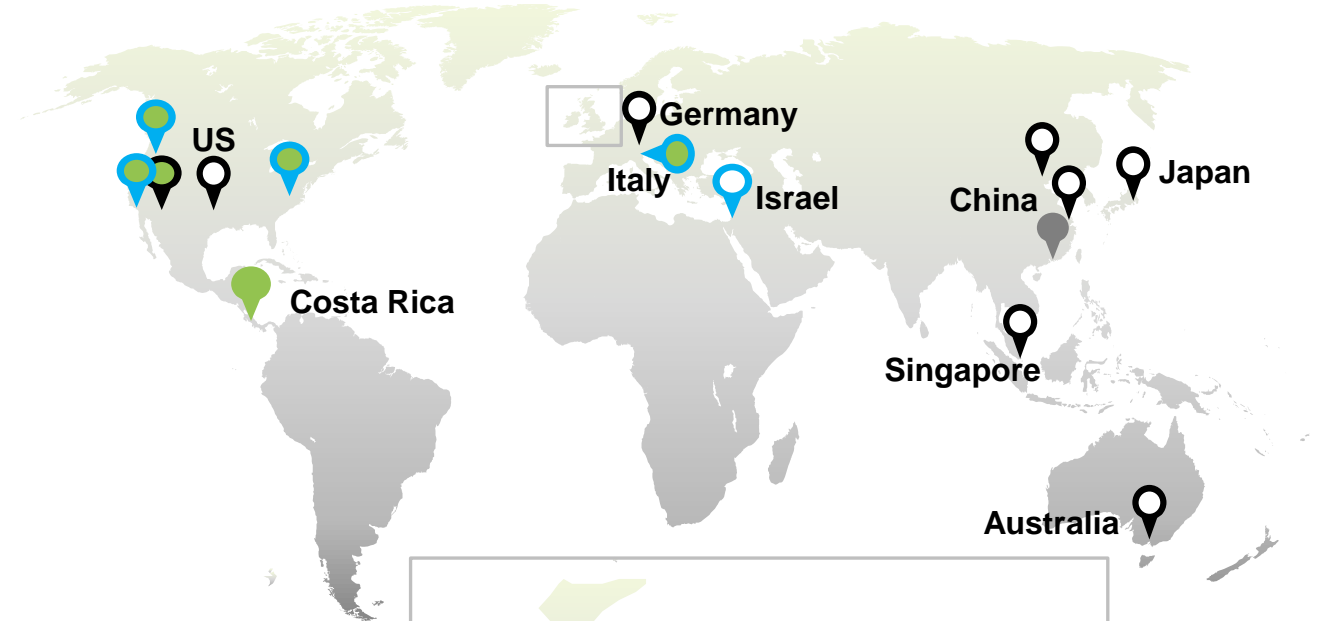 Germany
US
Japan
Italy
Israel
China
Costa Rica
Singapore
Australia